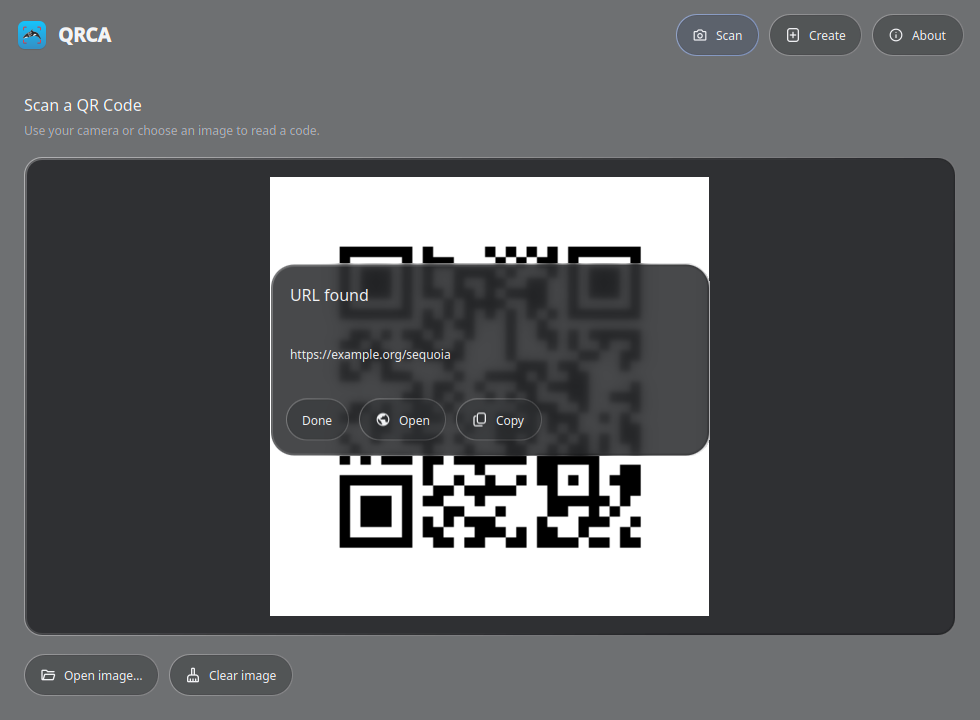 QRCA
Scan
Create
About
Scan a QR Code
Use your camera or choose an image to read a code.
URL found
https://example.org/sequoia
Done
Open
Copy
Open image...
Clear image